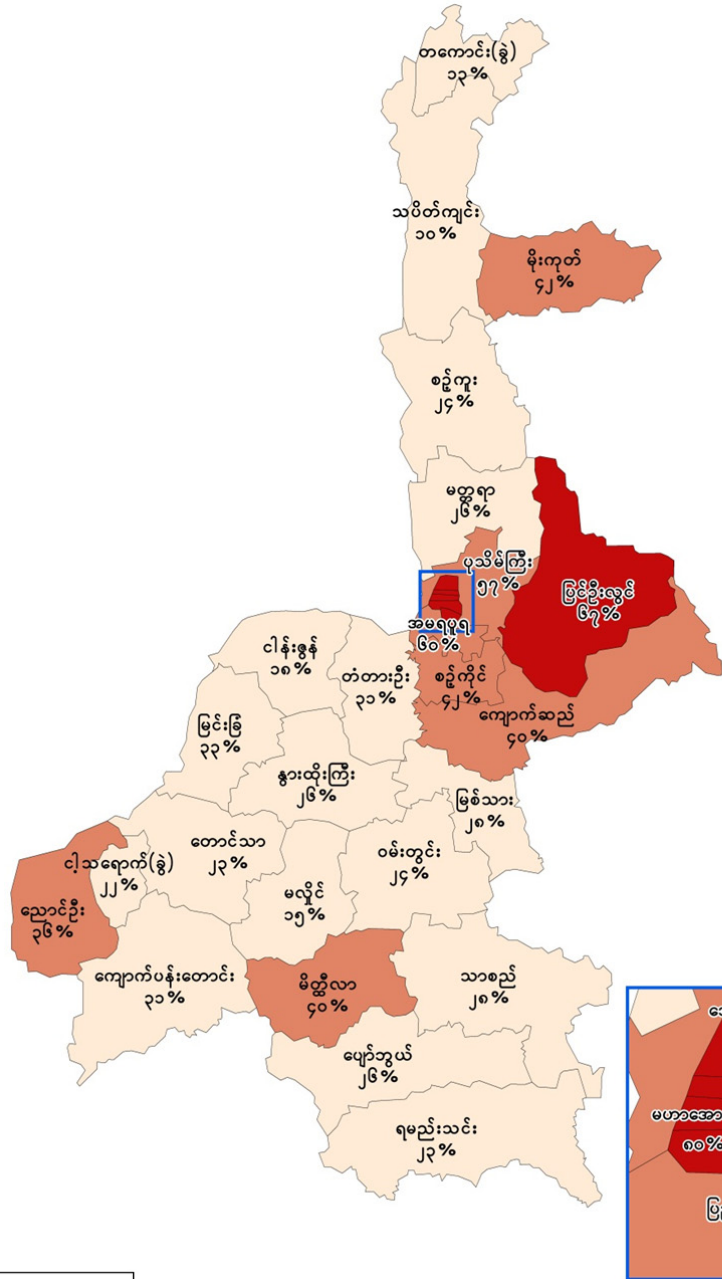 တကောင်း(ခွဲ)
၁၃%
သပိတ်ကျင်း
၁၀%
မိုးကုတ်
၄၂%
စဉ့်ကူး
၂၄%
မတ္တရာ
၂၆%
ပုသိမ်ကြီး
၅၇%
ပြင်ဦးလွင်
၆၇%
အမရပူရ
၆၀%
ငါန်းဇွန်
၁၈%
တံတားဦး
၃၁%
စဉ့်ကိုင်
၄၂%
ကျောက်ဆည်
၄၀%
မြင်းခြံ
၃၃%
နွားထိုးကြီး
၂၆%
မြစ်သား
၂၈%
တောင်သာ
၂၃%
ဝမ်းတွင်း
၂၄%
ငါ့သရောက်(ခွဲ)
၂၂%
မလှိုင်
၁၅%
ညောင်ဦး
၃၆%
ကျောက်ပန်းတောင်း
၃၁%
မိတ္ထီလာ
၄၀%
သာစည်
၂၈%
ပျော်ဘွယ်
၂၆%
ရမည်းသင်း
၂၃%
မဟာအော
၈၀%